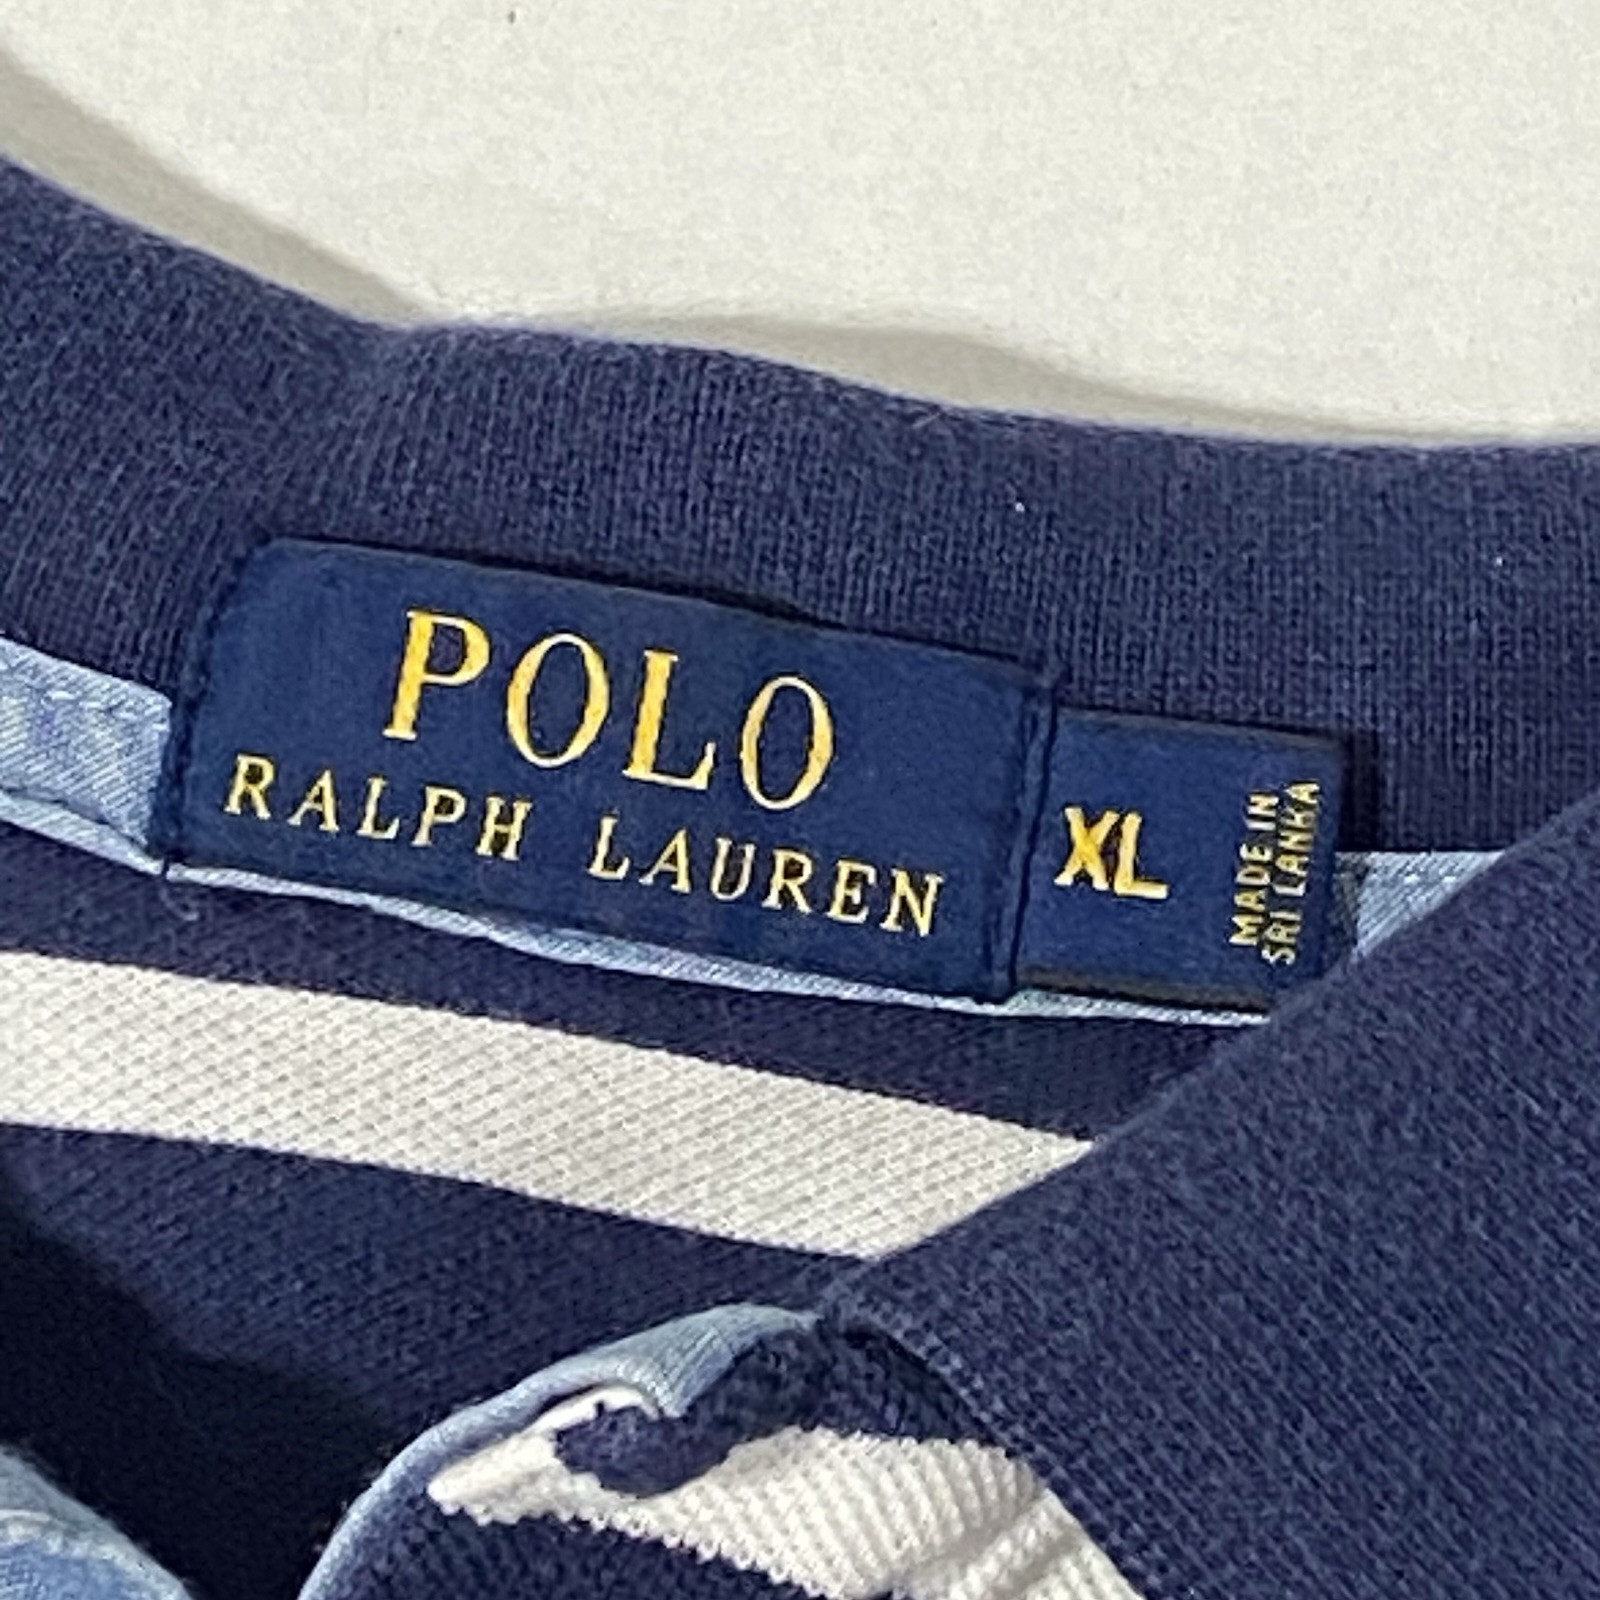 POLO
RALPH LAUREN
XL
MADE IN
SRI LANKA